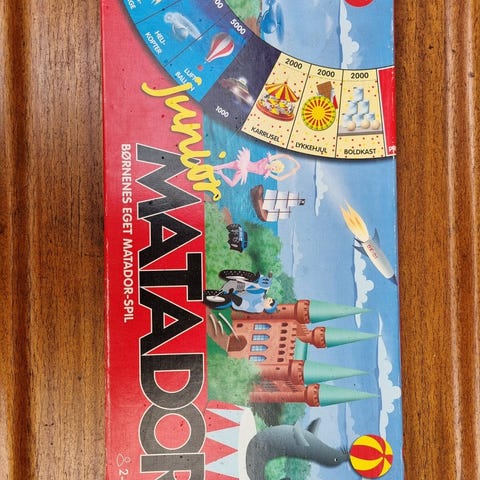 HELI-
KOPTER
5000
LUFT-
BALLON
1000
2000
KARRUSEL
2000
LYKKEHJUL
2000
BOLDKAST
Junior
MATADOR
BØRNENES EGET MATADOR-SPIL